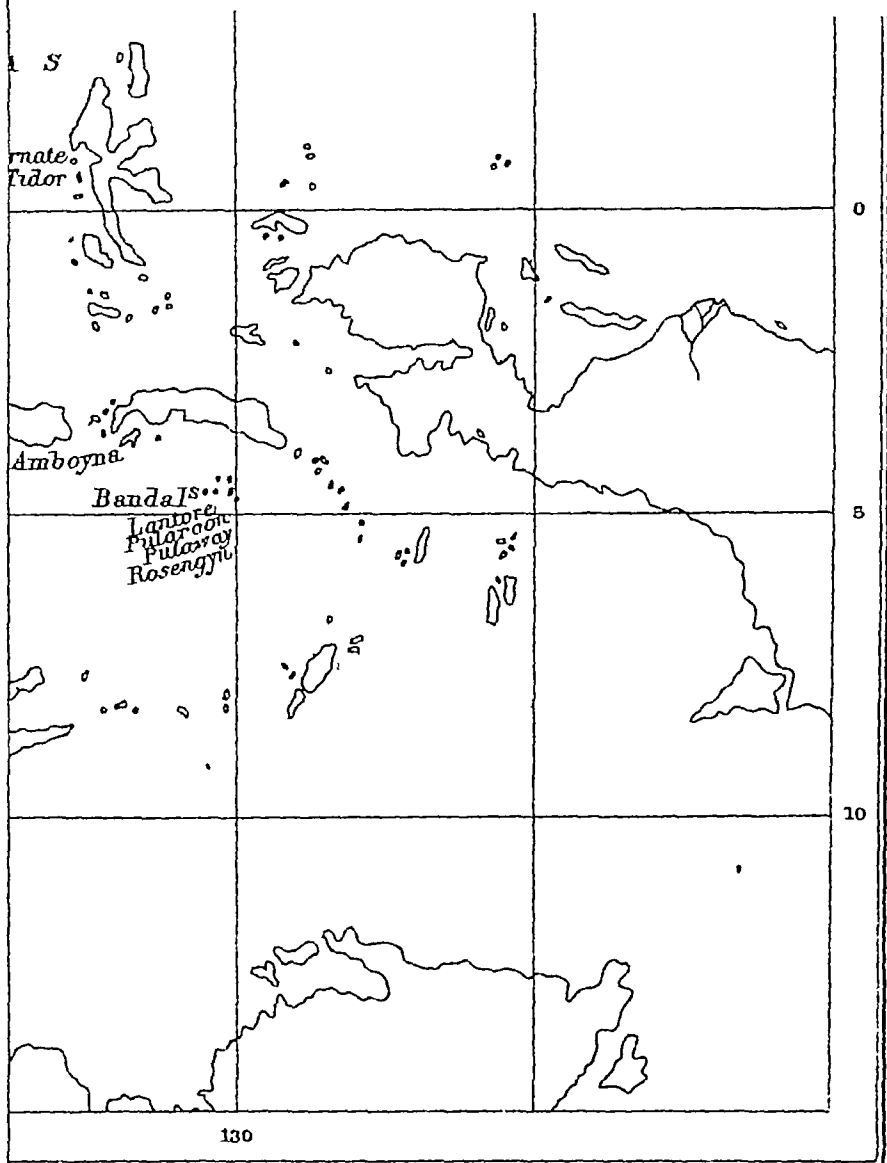 S
rnate
Tidor
0
Amboyna
Banda Is
Lantore
Pularoon
Pulaway
Rosengyn
5
10
130